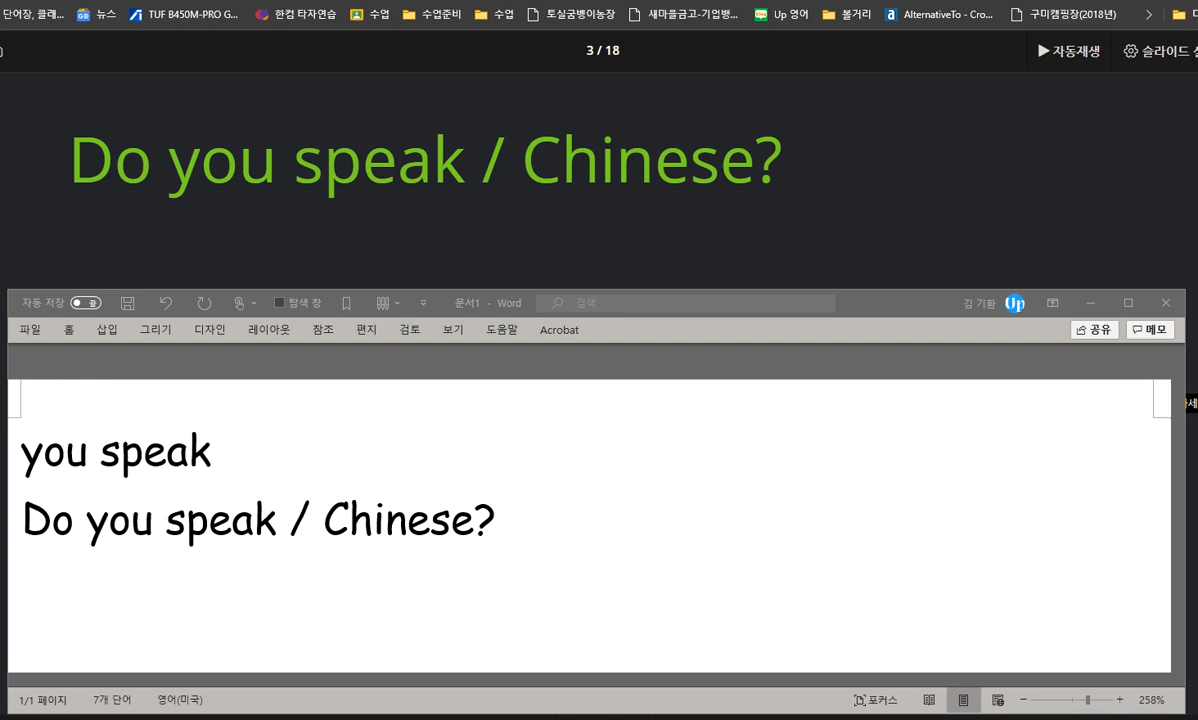 단어장, 클래... 뉴스 TUF B450M-PRO G... 한컴 타자연습 수업 수업준비 수업 토실굼벵이농장 새마을금고-기업뱅... Up 영어 볼거리 AlternativeTo - Cro... 구미캠핑장(2018년)
3 / 18 자동재생 슬라이드
Do you speak / Chinese?
자동 저장 끔 탐색 창 문서1 - Word 검색 김 기환 Up
파일 홈 삽입 그리기 디자인 레이아웃 참조 편지 검토 보기 도움말 Acrobat 공유 메모
you speak
Do you speak / Chinese?
1/1 페이지 7개 단어 영어(미국) 포커스 258%